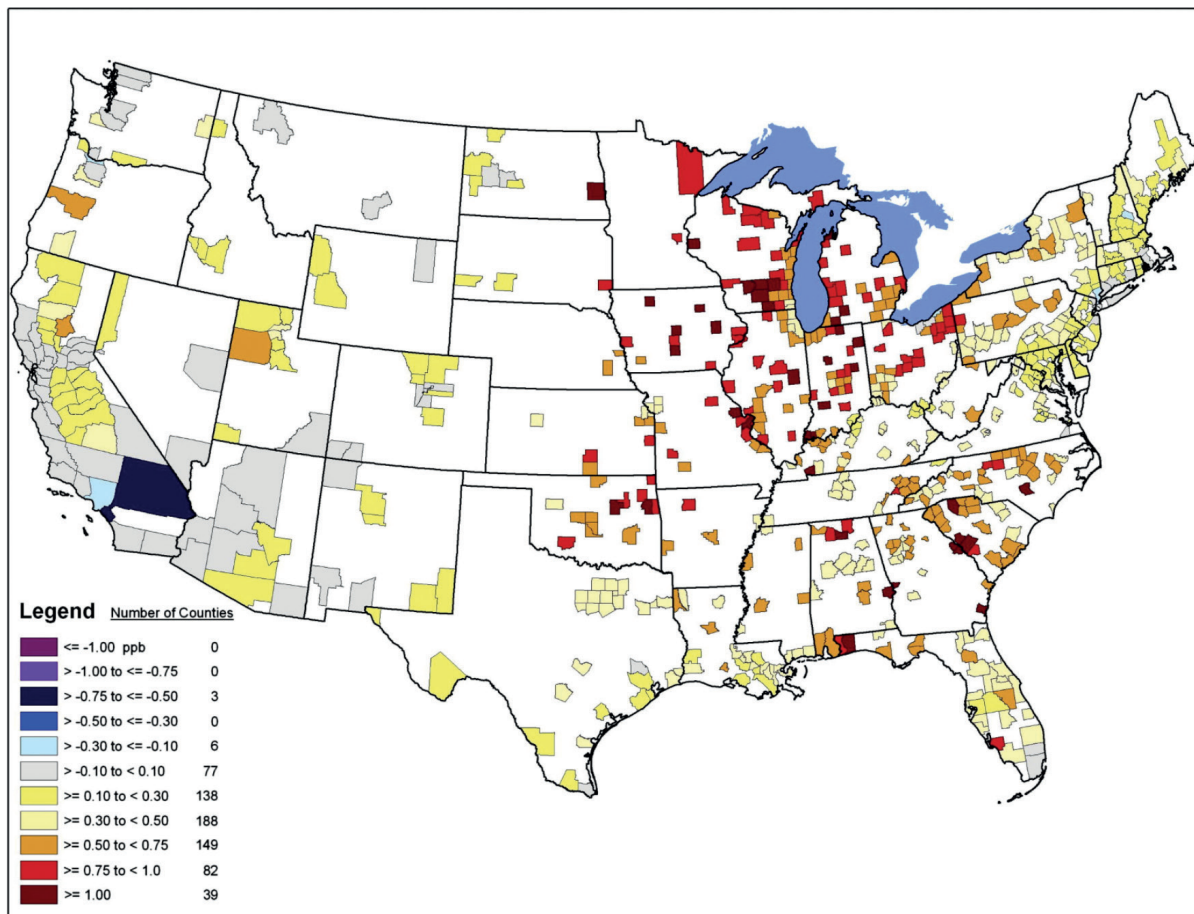 Legend Number of Counties
<= -1.00 ppb 0
> -1.00 to <= -0.75 0
> -0.75 to <= -0.50 3
> -0.50 to <= -0.30 0
> -0.30 to <= -0.10 6
> -0.10 to < 0.10 77
>= 0.10 to < 0.30 138
>= 0.30 to < 0.50 188
>= 0.50 to < 0.75 149
>= 0.75 to < 1.0 82
>= 1.00 39